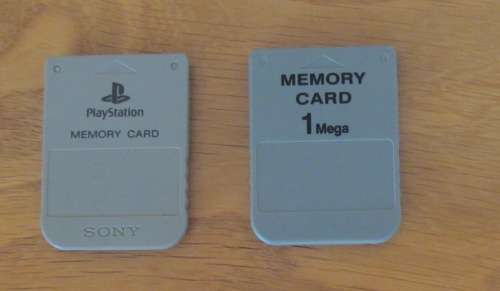 PlayStation
MEMORY CARD
SONY
MEMORY
CARD
1 Mega